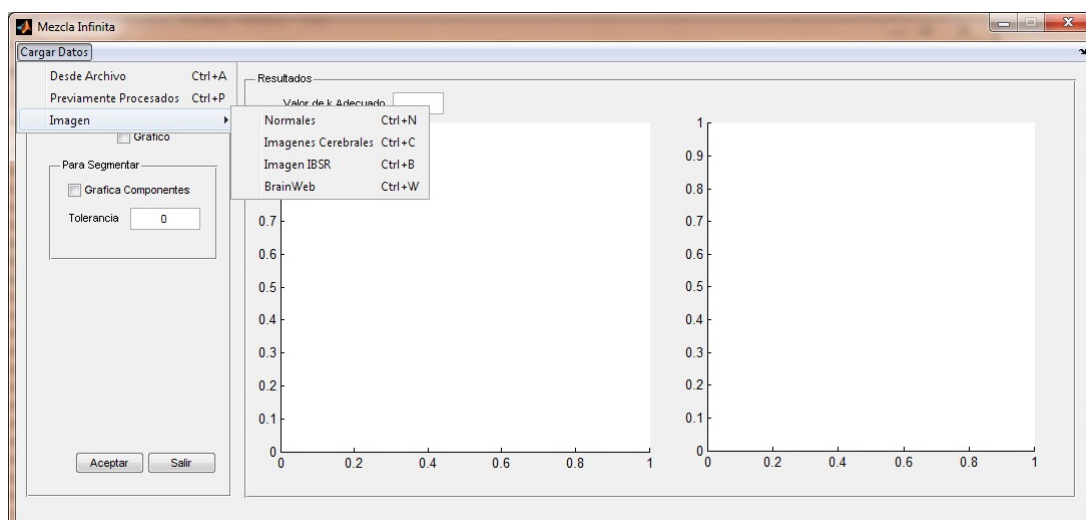 Mezcla Infinita
Cargar Datos
Desde Archivo Ctrl+A
Previamente Procesados Ctrl+P
Imagen
Normales Ctrl+N
Imagenes Cerebrales Ctrl+C
Imagen IBSR Ctrl+B
BrainWeb Ctrl+W
Grafico
Para Segmentar
Grafica Componentes
Tolerancia 0
Aceptar Salir
Resultados
Valor de k Adecuado
0.7
0.6
0.5
0.4
0.3
0.2
0.1
0
0 0.2 0.4 0.6 0.8 1
1
0.9
0.8
0.7
0.6
0.5
0.4
0.3
0.2
0.1
0
0 0.2 0.4 0.6 0.8 1